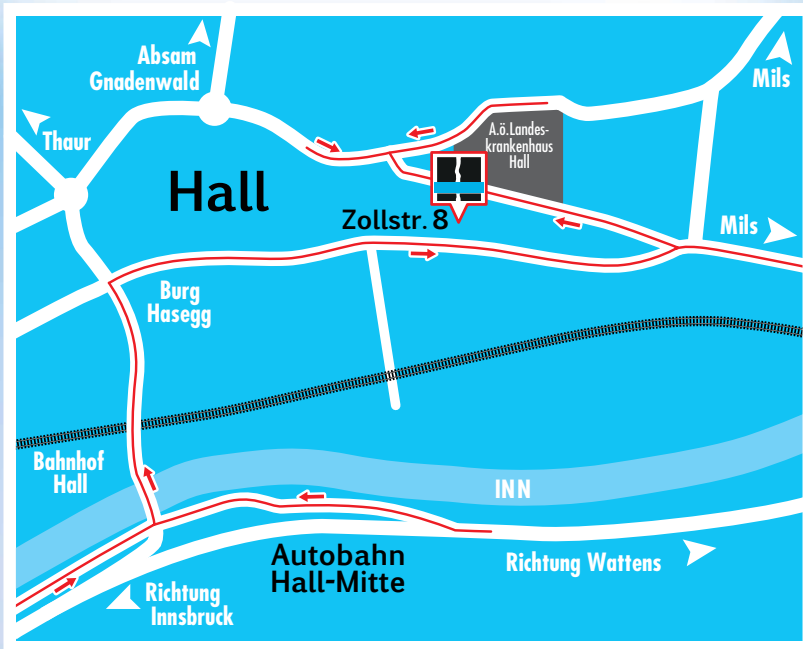 Absam
Gnadenwald
Mils
Thaur
A.ö.Landes-
krankenhaus
Hall
Hall
Zollstr. 8
Mils
Burg
Hasegg
Bahnhof
Hall
INN
Autobahn
Hall-Mitte
Richtung Wattens
Richtung
Innsbruck